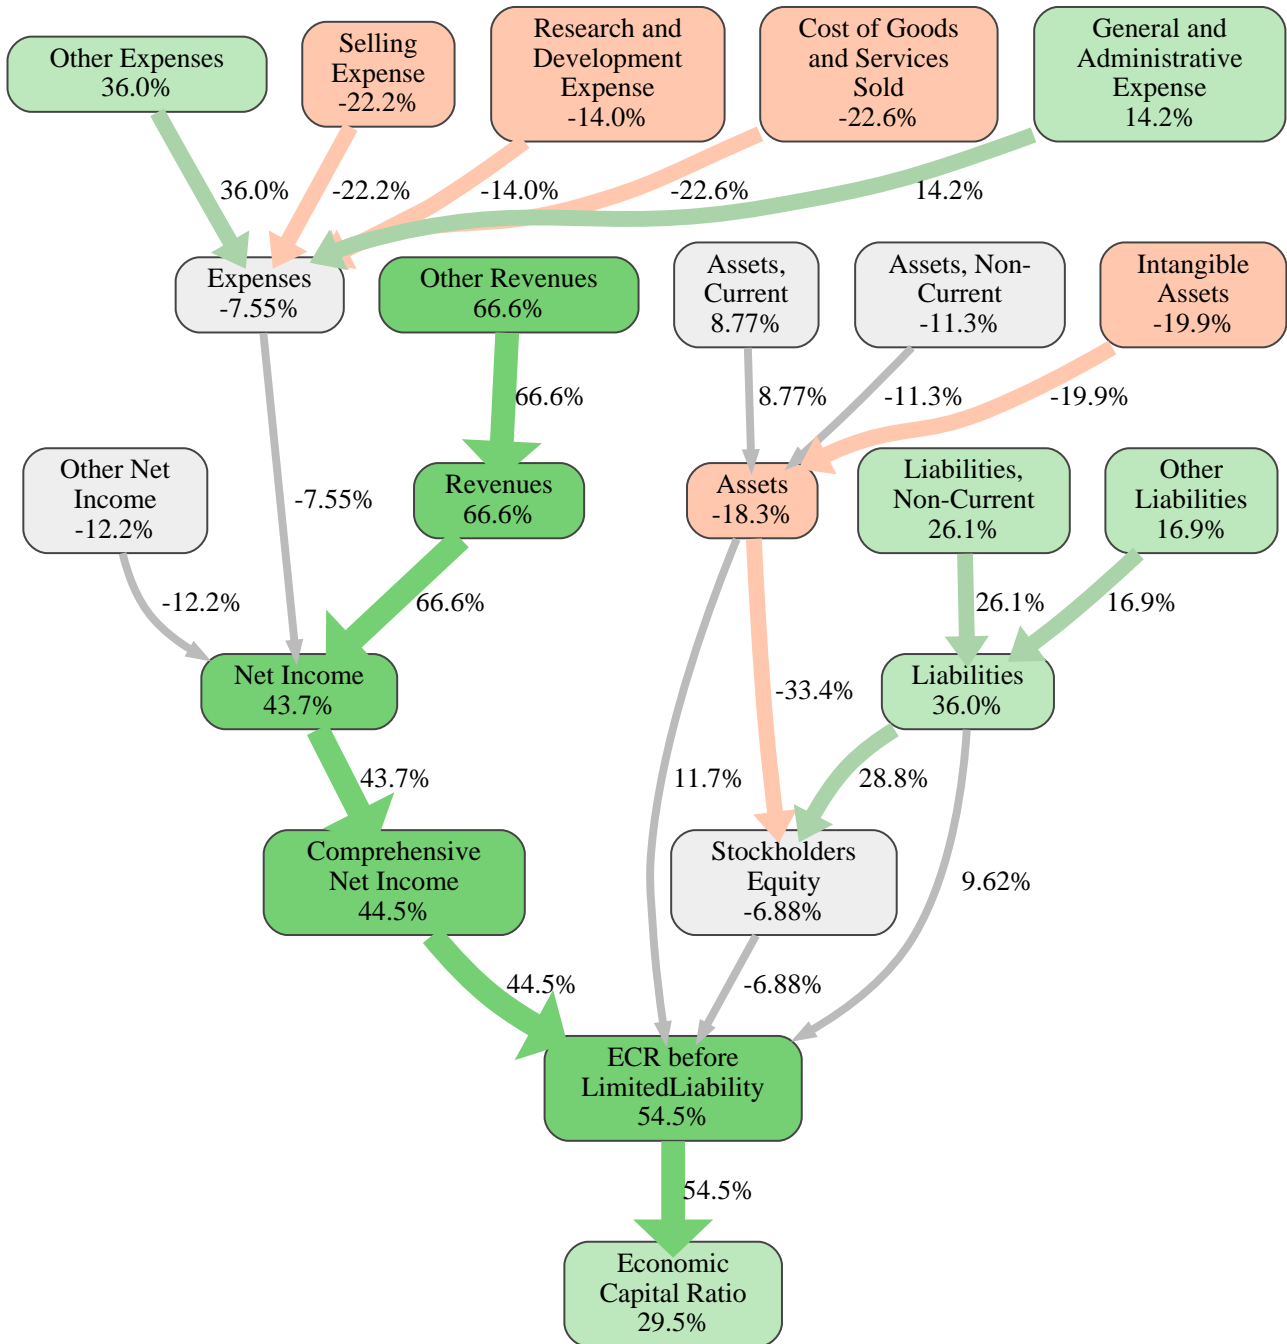 Other Expenses
36.0%
Selling
Expense
-22.2%
Research and
Development
Expense
-14.0%
Cost of Goods
and Services
Sold
-22.6%
General and
Administrative
Expense
14.2%
36.0%
-22.2%
-14.0%
-22.6%
14.2%
Expenses
-7.55%
Other Revenues
66.6%
Assets,
Current
8.77%
Assets, Non-
Current
-11.3%
Intangible
Assets
-19.9%
66.6%
8.77%
-11.3%
-19.9%
Other Net
Income
-12.2%
-7.55%
Revenues
66.6%
Assets
-18.3%
Liabilities,
Non-Current
26.1%
Other
Liabilities
16.9%
-12.2%
66.6%
26.1%
16.9%
Net Income
43.7%
-33.4%
Liabilities
36.0%
43.7%
11.7%
28.8%
Comprehensive
Net Income
44.5%
Stockholders
Equity
-6.88%
9.62%
44.5%
-6.88%
ECR before
LimitedLiability
54.5%
54.5%
Economic
Capital Ratio
29.5%